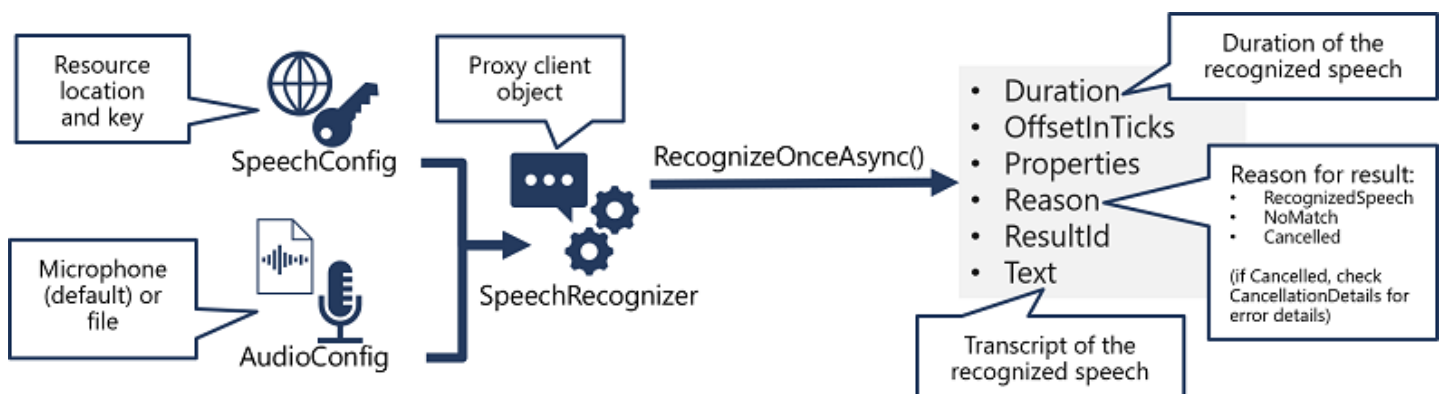 Resource
location
and key
SpeechConfig
Microphone
(default) or
file
AudioConfig
Proxy client
object
SpeechRecognizer
RecognizeOnceAsync()
• Duration
• OffsetInTicks
• Properties
• Reason
• ResultId
• Text
Duration of the
recognized speech
Reason for result:
• RecognizedSpeech
• NoMatch
• Cancelled
(if Cancelled, check
CancellationDetails for
error details)
Transcript of the
recognized speech